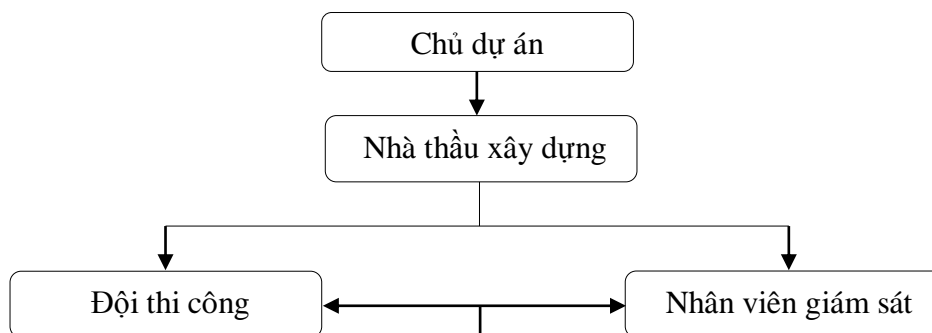 Chủ dự án
Nhà thầu xây dựng
Đội thi công
Nhân viên giám sát